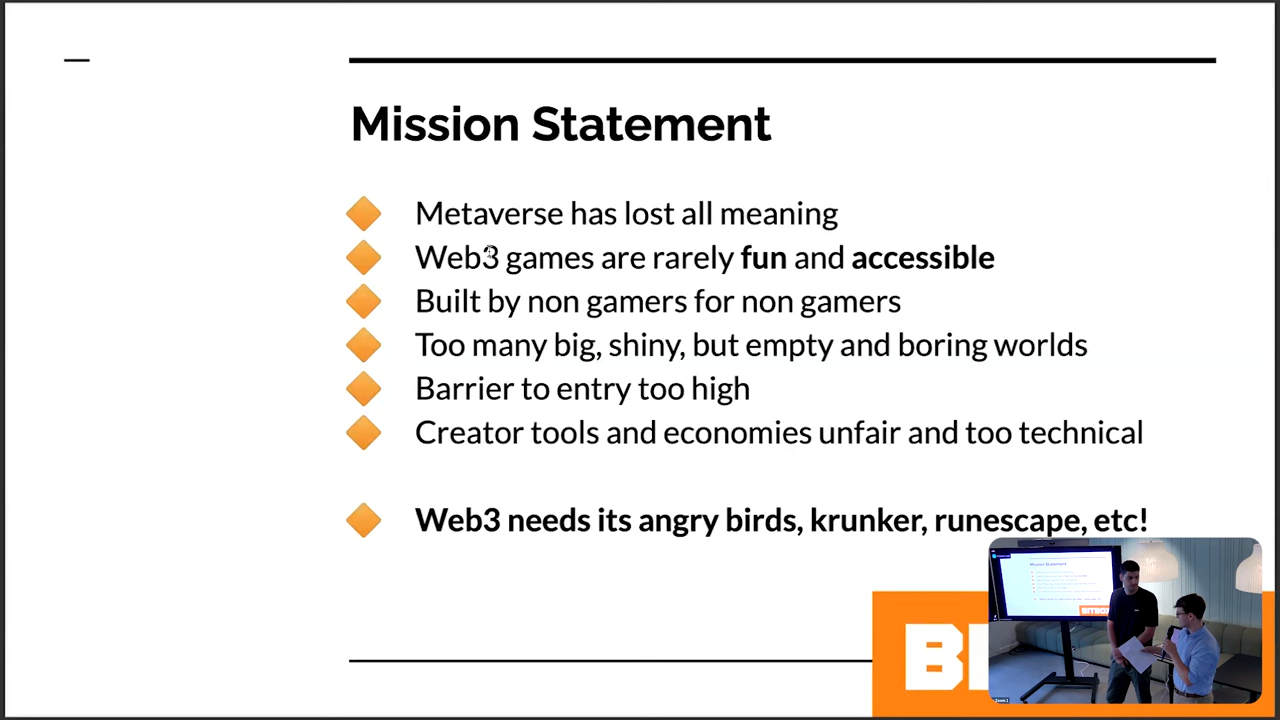 Mission Statement
Metaverse has lost all meaning
Web3 games are rarely fun and accessible
Built by non gamers for non gamers
Too many big, shiny, but empty and boring worlds
Barrier to entry too high
Creator tools and economies unfair and too technical
Web3 needs its angry birds, krunker, runescape, etc!
Mission Statement